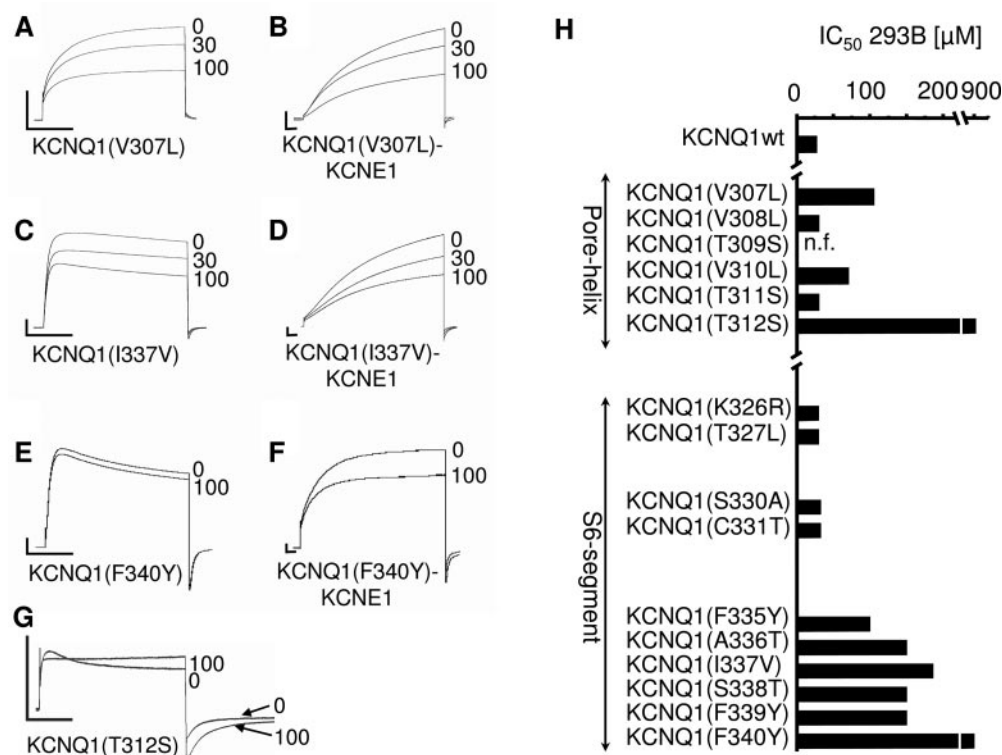 A
0
30
100
KCNQ1(V307L)
B
0
30
100
KCNQ1(V307L)-
KCNE1
C
0
30
100
KCNQ1(I337V)
D
0
30
100
KCNQ1(I337V)-
KCNE1
E
0
100
KCNQ1(F340Y)
F
0
100
KCNQ1(F340Y)-
KCNE1
G
100
0
0
100
KCNQ1(T312S)
H
IC50 293B [µM]
0 100 200 900
KCNQ1wt
Pore-helix
KCNQ1(V307L)
KCNQ1(V308L)
KCNQ1(T309S) n.f.
KCNQ1(V310L)
KCNQ1(T311S)
KCNQ1(T312S)
S6-segment
KCNQ1(K326R)
KCNQ1(T327L)
KCNQ1(S330A)
KCNQ1(C331T)
KCNQ1(F335Y)
KCNQ1(A336T)
KCNQ1(I337V)
KCNQ1(S338T)
KCNQ1(F339Y)
KCNQ1(F340Y)